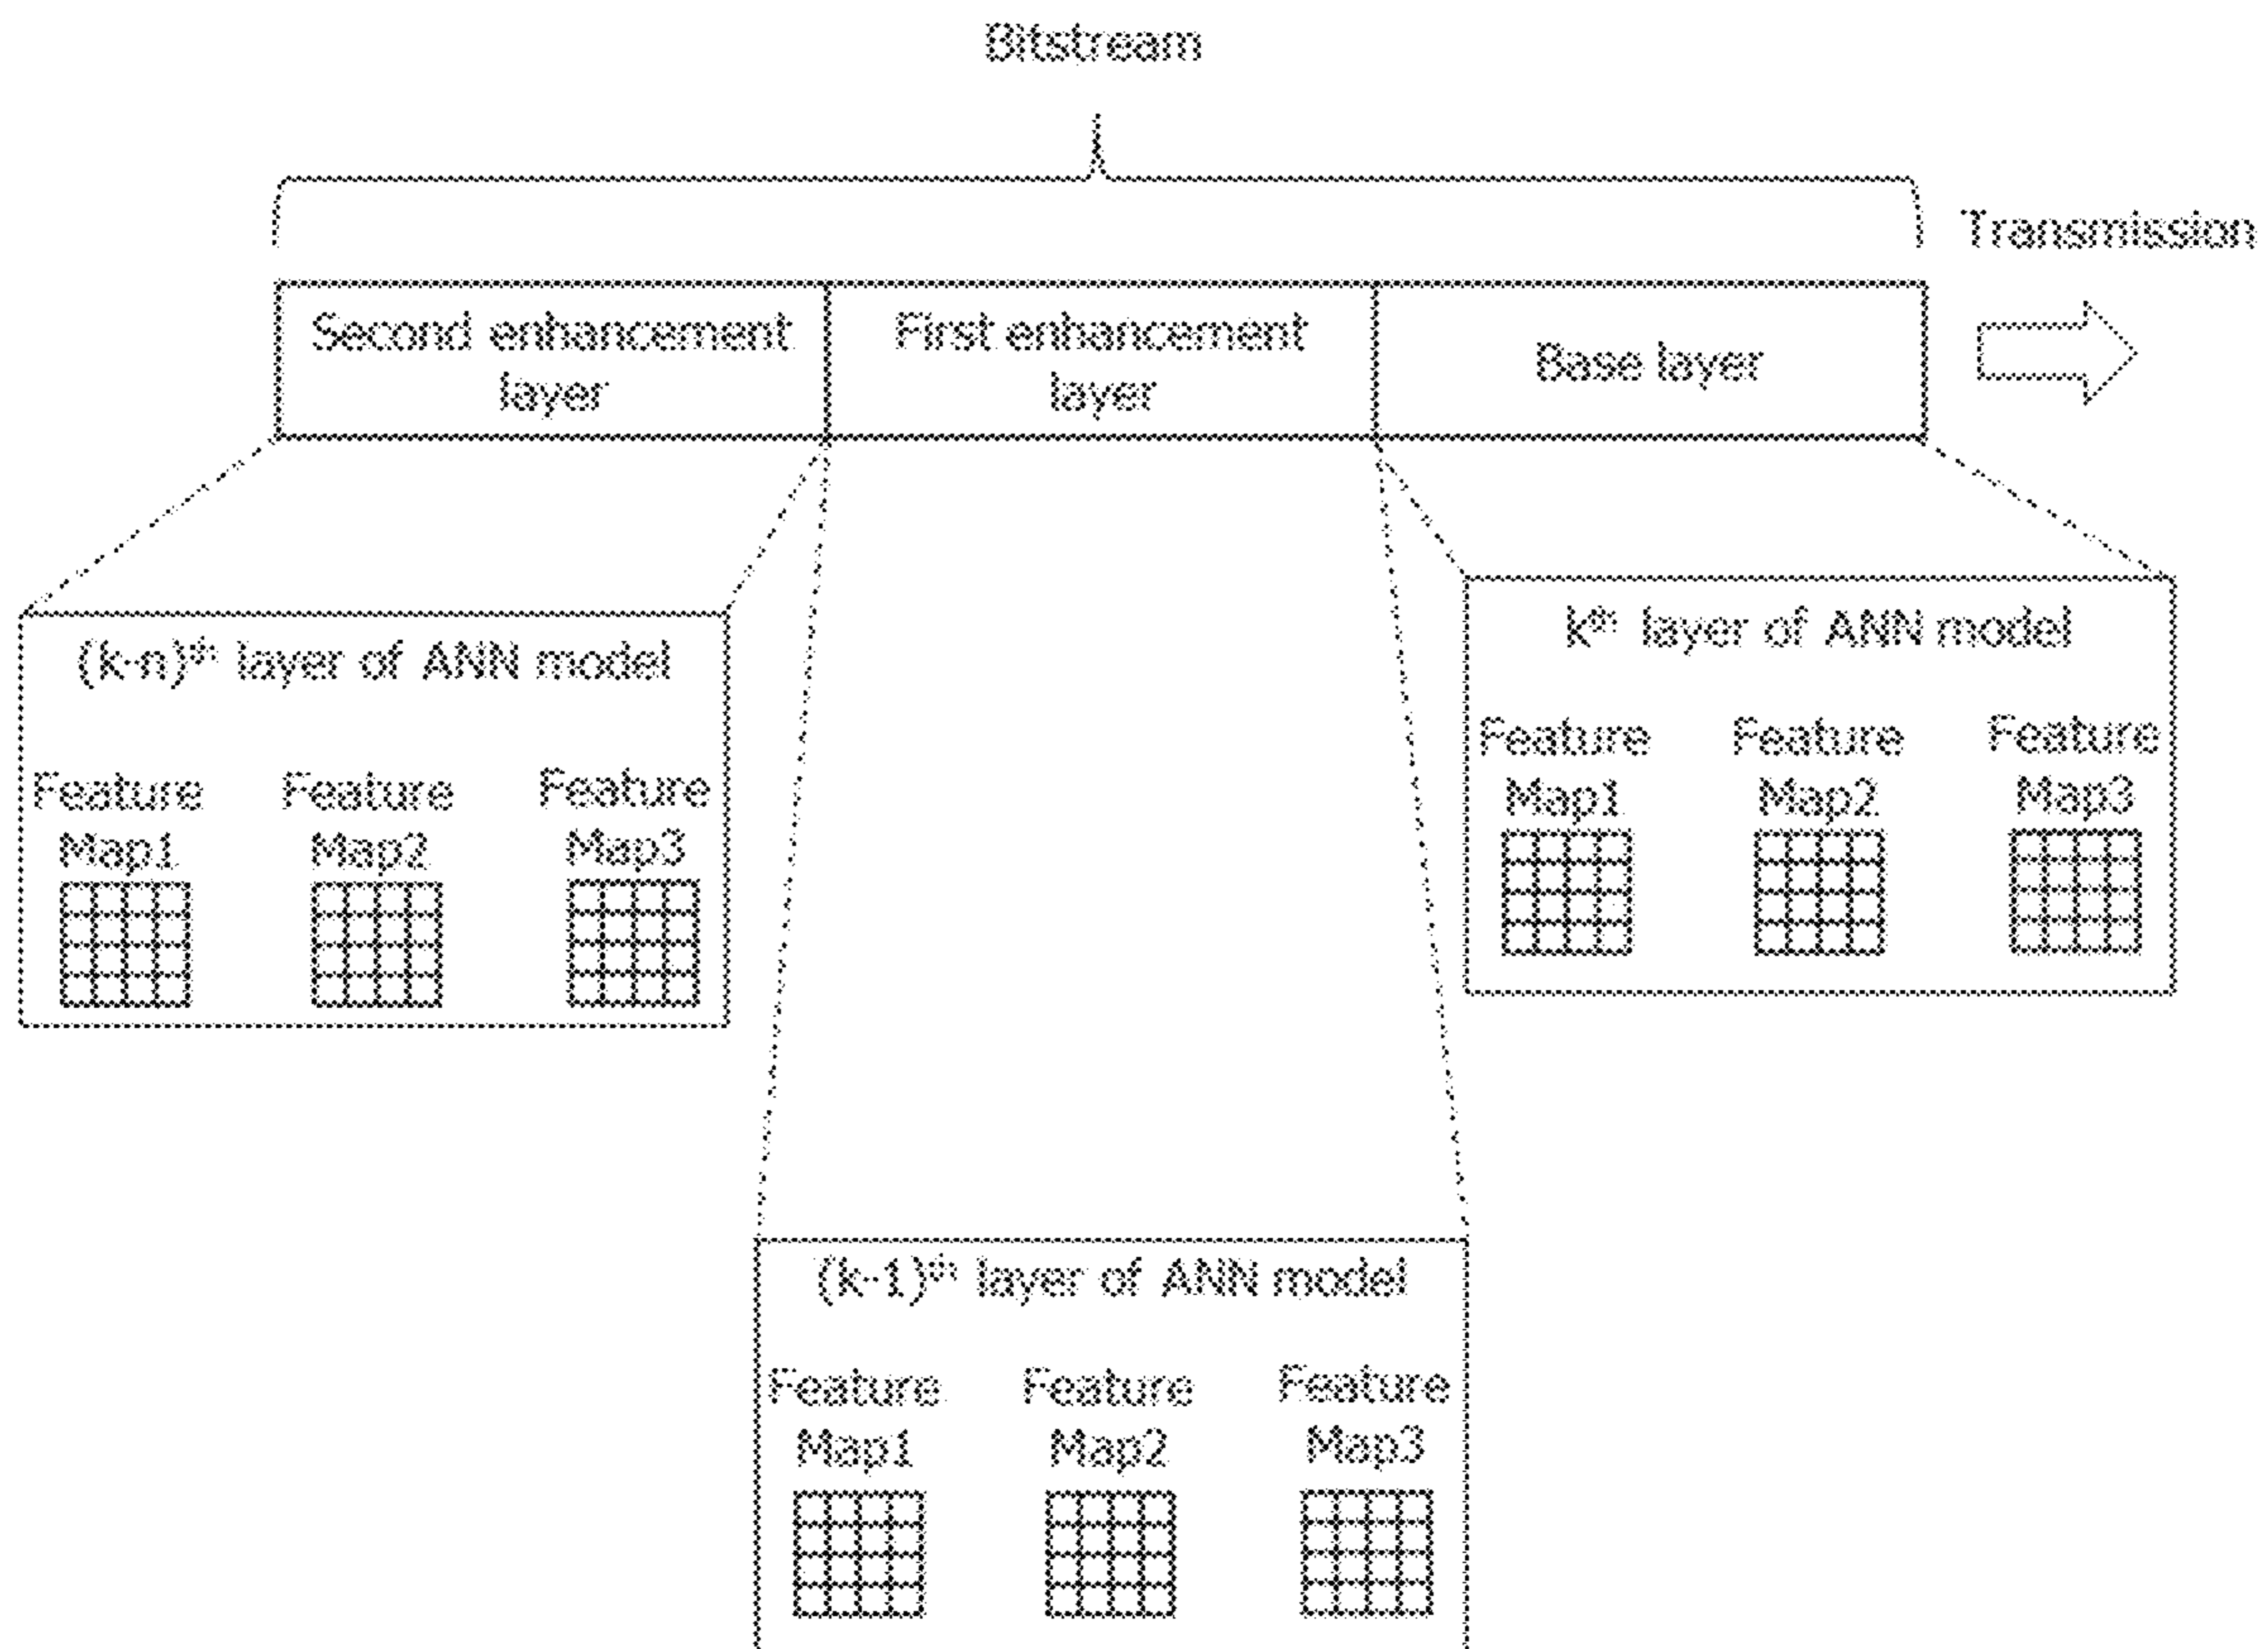 Bitstream
Transmission
Second enhancement
layer
First enhancement
layer
Base layer
(k-n)th layer of ANN model
Feature Feature Feature
Map1 Map2 Map3
kth layer of ANN model
Feature Feature Feature
Map1 Map2 Map3
(k-1)th layer of ANN model
Feature Feature Feature
Map1 Map2 Map3